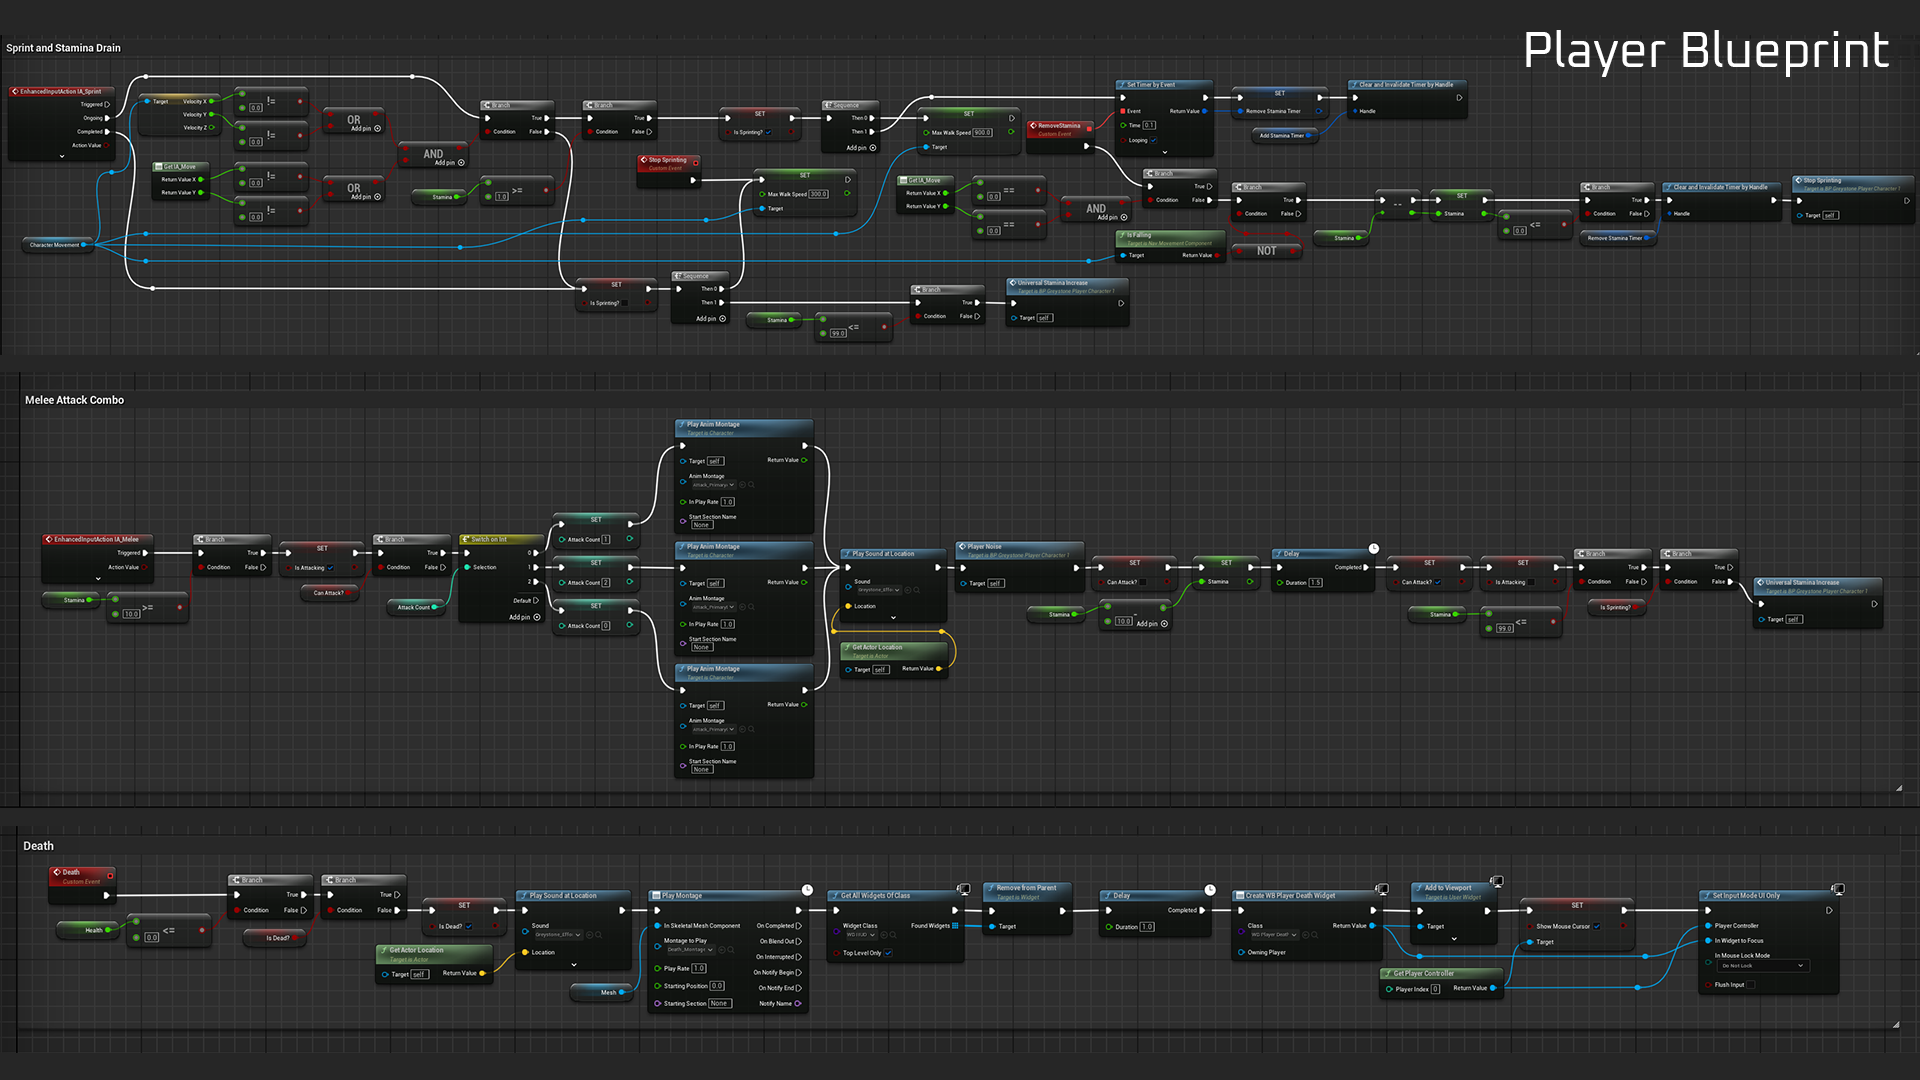 Player Blueprint
Sprint and Stamina Drain
EnhancedInputAction IA_Sprint
Triggered
Ongoing
Completed
Action Value
Target
Velocity X
Velocity Y
Velocity Z
0.0 !=
0.0 !=
OR
Add pin
Get IA_Move
Return Value X
Return Value Y
0.0 !=
0.0 !=
OR
Add pin
AND
Add pin
Character Movement
Stamina
1.0 >=
Branch
True
Condition False
Branch
True
Condition False
SET
Is Sprinting?
Sequence
Then 0
Then 1
Add pin
Stop Sprinting
Custom Event
SET
Max Walk Speed 300.0
Target
SET
Max Walk Speed 900.0
Target
RemoveStamina
Custom Event
Set Timer by Event
Event Return Value
Time 0.1
Looping
SET
Remove Stamina Timer
Add Stamina Timer
Clear and Invalidate Timer by Handle
Handle
Get IA_Move
Return Value X
Return Value Y
0.0 ==
0.0 ==
AND
Add pin
Branch
True
Condition False
Is Falling
Target is Nav Movement Component
Target Return Value
Branch
True
Condition False
NOT
Stamina
--
SET
Stamina
0.0 <=
Branch
True
Condition False
Remove Stamina Timer
Clear and Invalidate Timer by Handle
Handle
Stop Sprinting
Target is BP Greystone Player Character 1
Target self
SET
Is Sprinting?
Sequence
Then 0
Then 1
Add pin
Stamina
99.0 <=
Branch
True
Condition False
Universal Stamina Increase
Target is BP Greystone Player Character 1
Target self
Melee Attack Combo
EnhancedInputAction IA_Melee
Triggered
Action Value
Stamina
10.0 >=
Branch
True
Condition False
SET
Is Attacking
Can Attack?
Branch
True
Condition False
Attack Count
Switch on Int
0
Selection 1
2
Default
Add pin
SET
Attack Count 1
SET
Attack Count 2
SET
Attack Count 0
Play Anim Montage
Target is Character
Target self Return Value
Anim Montage
Attack_Primary
In Play Rate 1.0
Start Section Name
None
Play Anim Montage
Target is Character
Target self Return Value
Anim Montage
Attack_Primary
In Play Rate 1.0
Start Section Name
None
Play Anim Montage
Target is Character
Target self Return Value
Anim Montage
Attack_Primary
In Play Rate 1.0
Start Section Name
None
Play Sound at Location
Sound
Greystone_Effo
Location
Get Actor Location
Target is Actor
Target self Return Value
Player Noise
Target is BP Greystone Player Character 1
Target self
SET
Can Attack?
Stamina
10.0 -
Add pin
SET
Stamina
Delay
Completed
Duration 1.5
SET
Can Attack?
SET
Is Attacking
Stamina
99.0 <=
Branch
True
Condition False
Is Sprinting?
Branch
True
Condition False
Universal Stamina Increase
Target is BP Greystone Player Character 1
Target self
Death
Death
Custom Event
Health
0.0 <=
Branch
True
Condition False
Is Dead?
Branch
True
Condition False
SET
Is Dead?
Get Actor Location
Target is Actor
Target self Return Value
Play Sound at Location
Sound
Greystone_Effo
Location
Mesh
Play Montage
In Skeletal Mesh Component On Completed
Montage to Play On Blend Out
Death_Montage On Interrupted
Play Rate 1.0 On Notify Begin
Starting Position 0.0 On Notify End
Starting Section None Notify Name
Get All Widgets Of Class
Widget Class Found Widgets
WB HUD
Top Level Only
Remove from Parent
Target is Widget
Target
Delay
Completed
Duration 1.0
Create WB Player Death Widget
Class Return Value
WB Player Death
Owning Player
Add to Viewport
Target is User Widget
Target
Get Player Controller
Player Index 0 Return Value
SET
Show Mouse Cursor
Target
Set Input Mode UI Only
Player Controller
In Widget to Focus
In Mouse Lock Mode
Do Not Lock
Flush Input